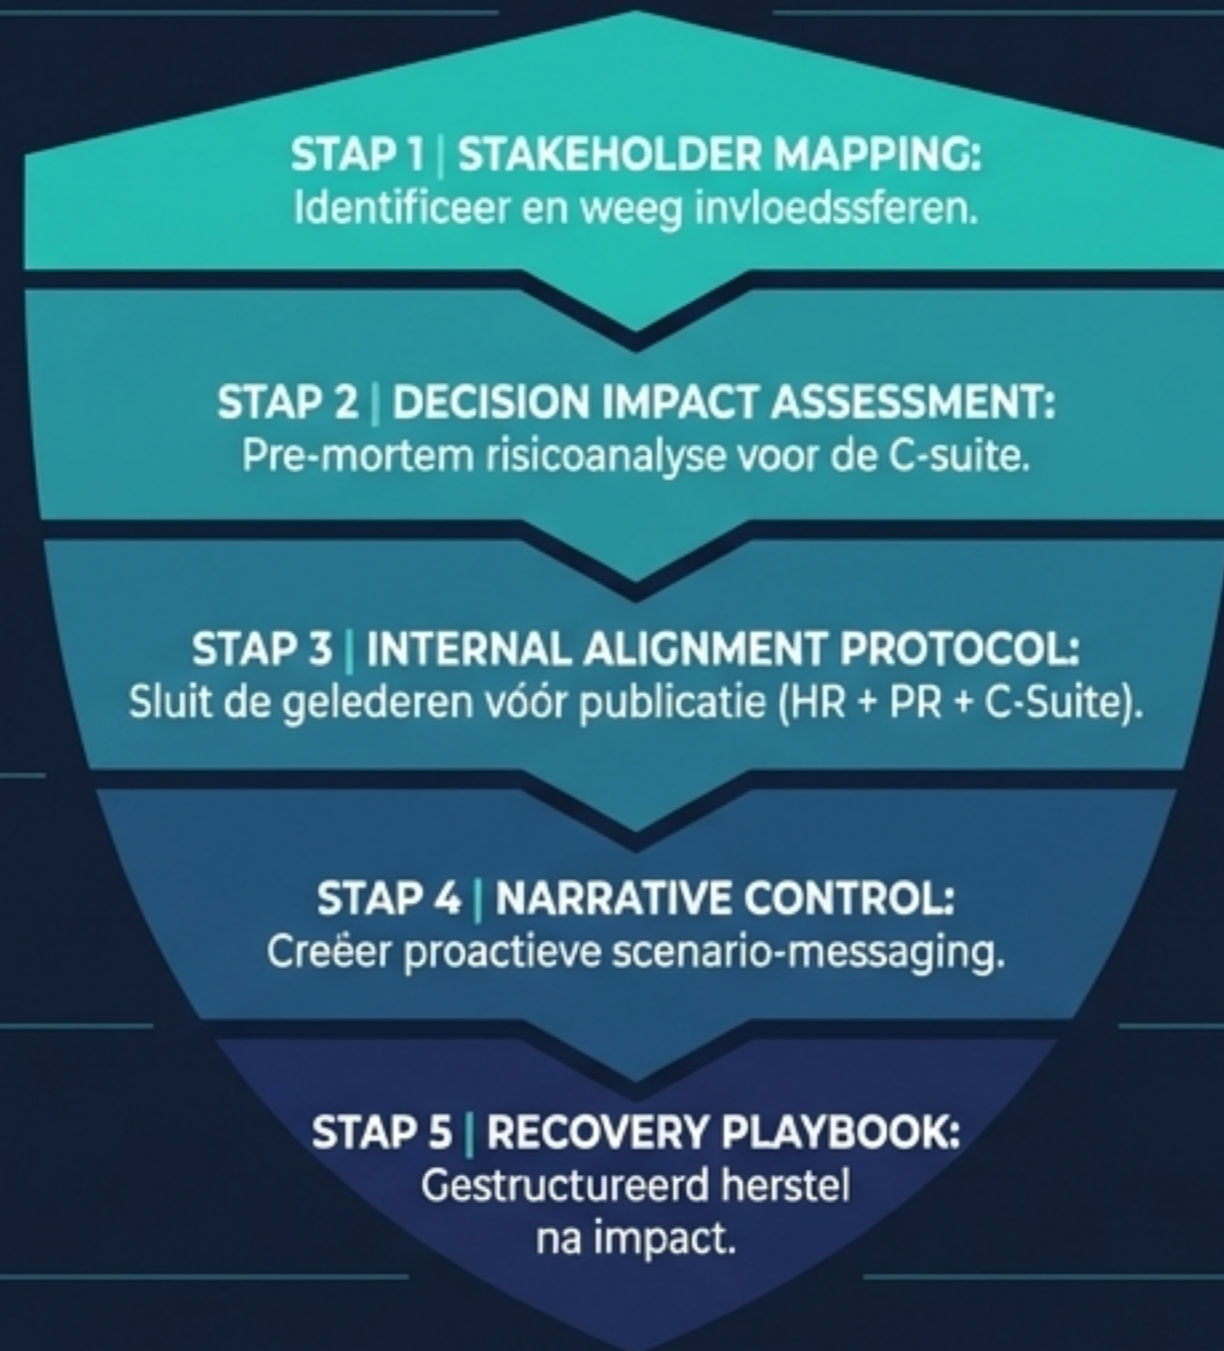 STAP 1 | STAKEHOLDER MAPPING:
Identificeer en weeg invloedssferen.
STAP 2 | DECISION IMPACT ASSESSMENT:
Pre-mortem risicoanalyse voor de C-suite.
STAP 3 | INTERNAL ALIGNMENT PROTOCOL:
Sluit de gelederen vóór publicatie (HR + PR + C-Suite).
STAP 4 | NARRATIVE CONTROL:
Creëer proactieve scenario-messaging.
STAP 5 | RECOVERY PLAYBOOK:
Gestructureerd herstel
na impact.